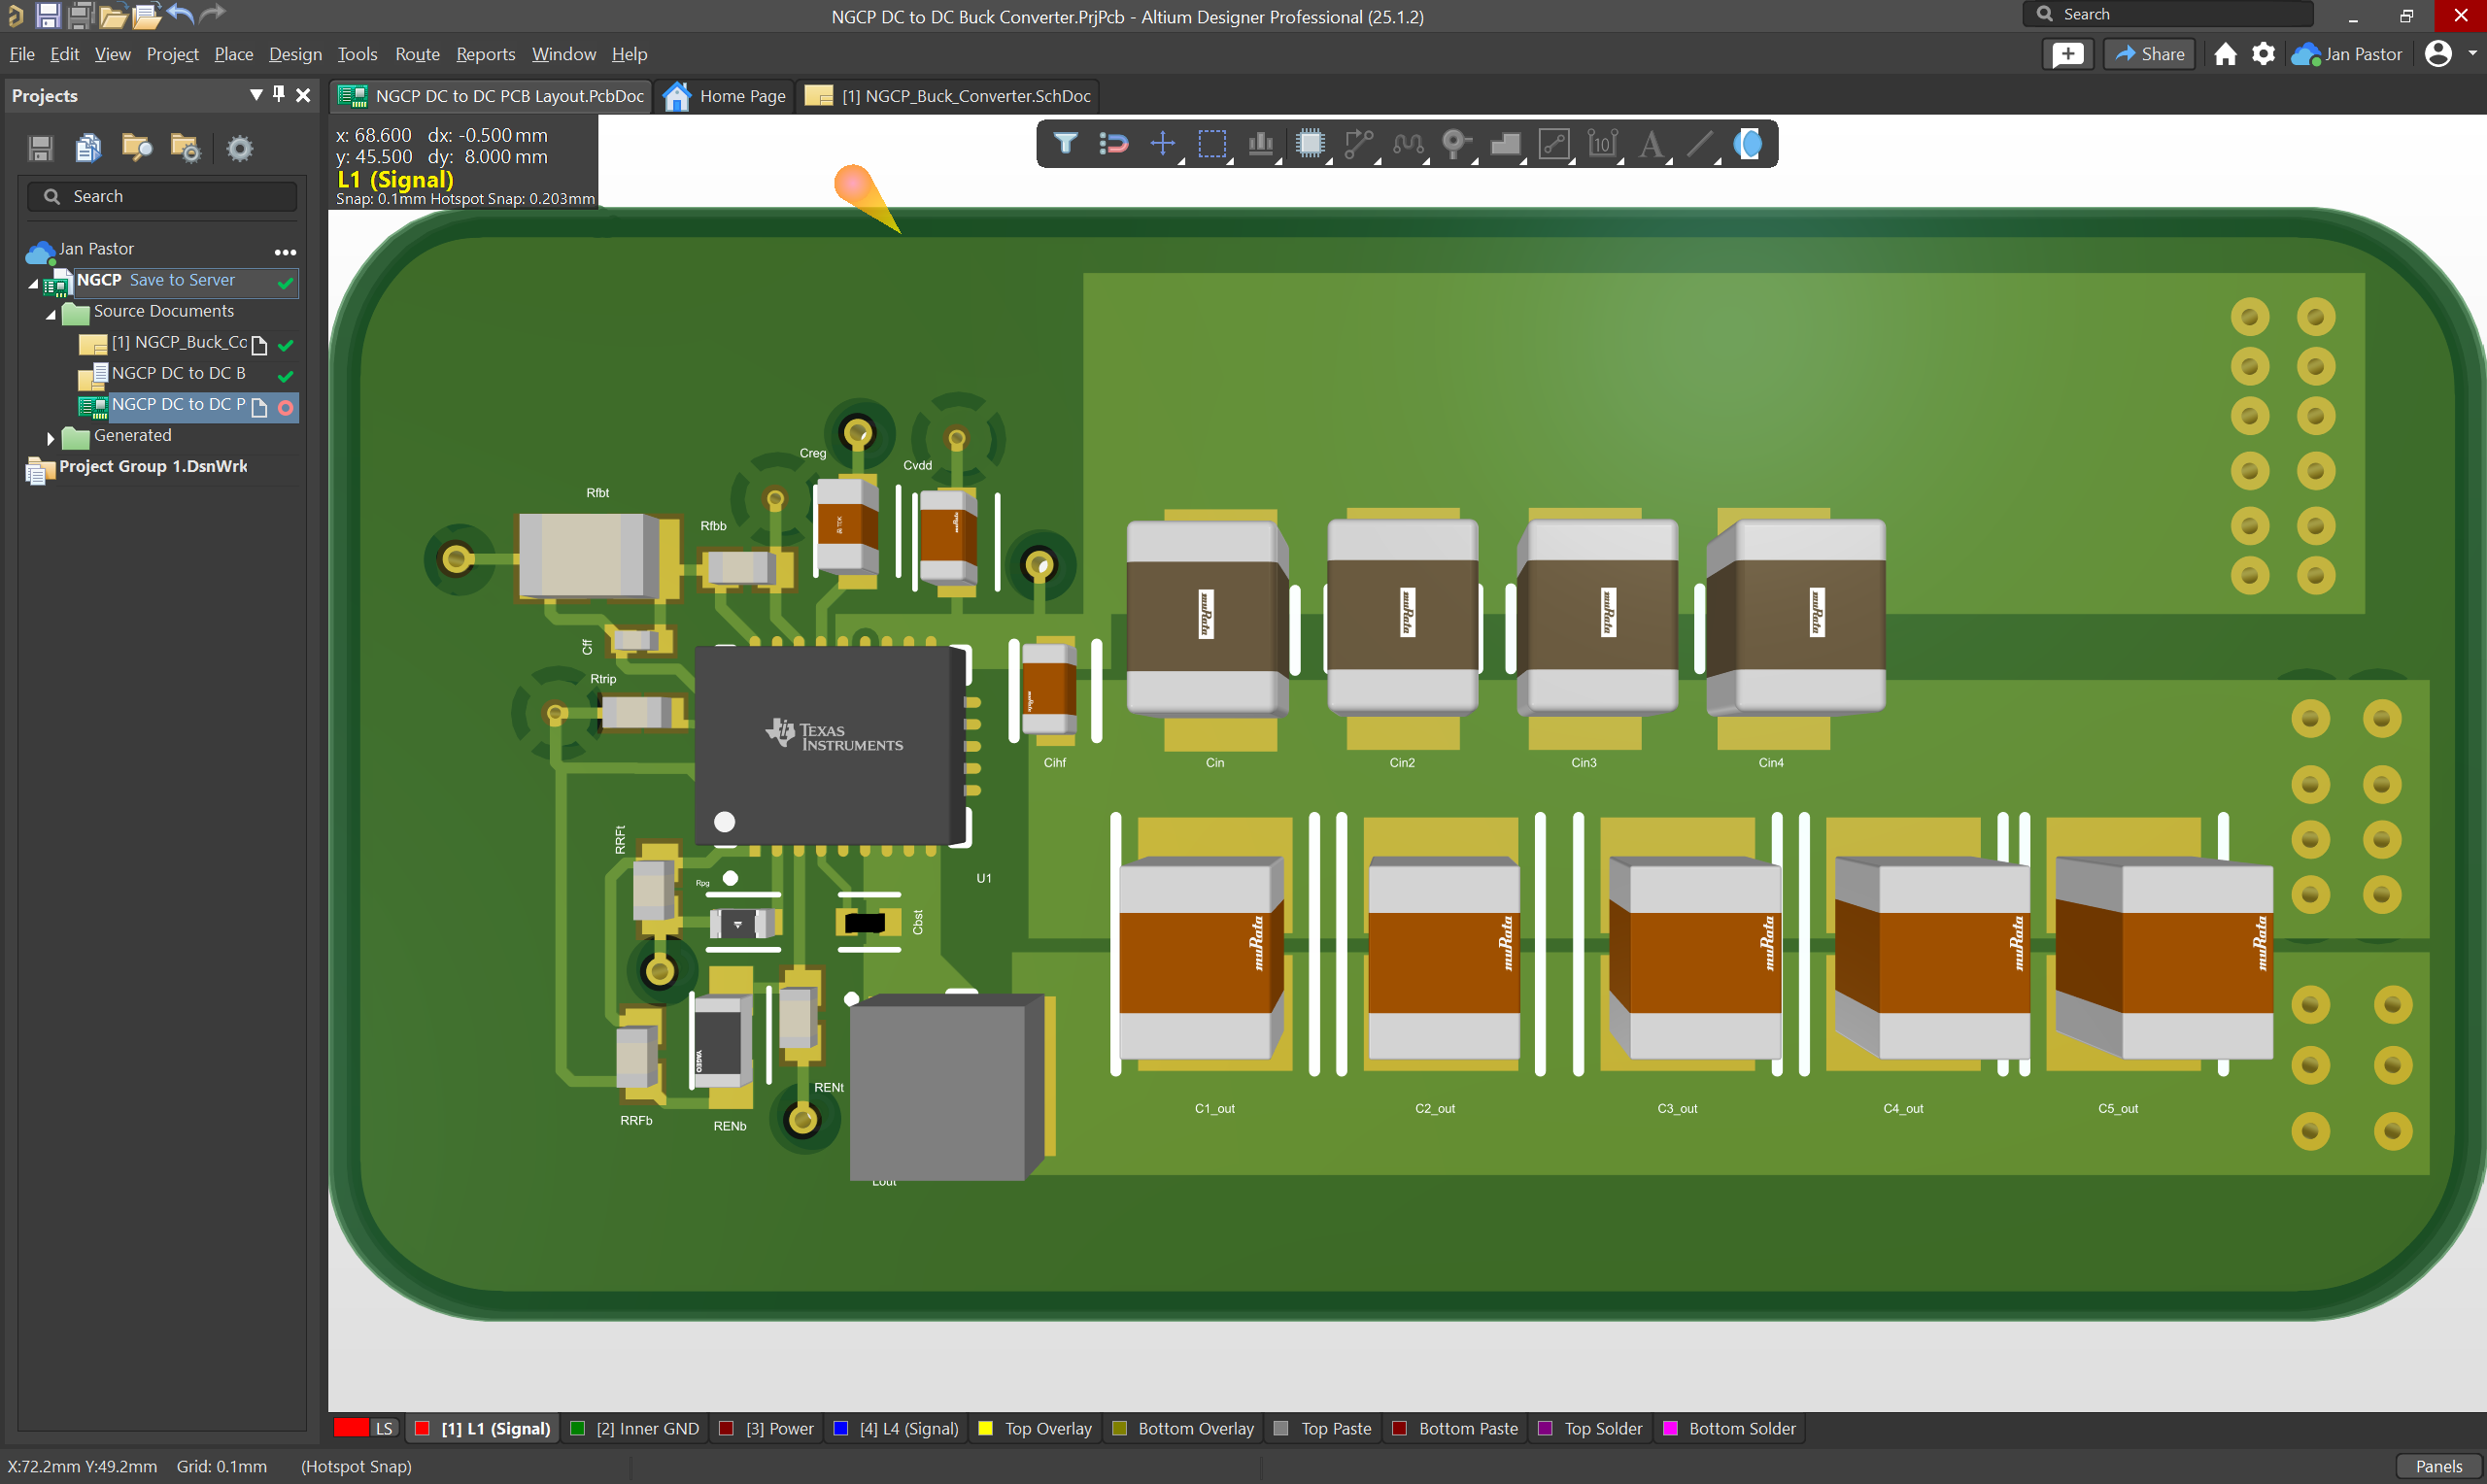 NGCP DC to DC Buck Converter.PrjPcb - Altium Designer Professional (25.1.2)
Search
File Edit View Project Place Design Tools Route Reports Window Help
Share
Jan Pastor
Projects
NGCP DC to DC PCB Layout.PcbDoc
Home Page
[1] NGCP_Buck_Converter.SchDoc
x: 68.600 dx: -0.500 mm
y: 45.500 dy: 8.000 mm
L1 (Signal)
Snap: 0.1mm Hotspot Snap: 0.203mm
Search
Jan Pastor
NGCP Save to Server
Source Documents
[1] NGCP_Buck_Cc
NGCP DC to DC B
NGCP DC to DC P
Generated
Project Group 1.DsnWrk
Creg
Cvdd
Rfbt
Rfbb
TDK
Cff
Rtrip
TEXAS
INSTRUMENTS
muRata
muRata
muRata
muRata
muRata
Cihf
Cin
Cin2
Cin3
Cin4
RRFt
Rpg
U1
Cbst
muRata
muRata
muRata
muRata
muRata
YAGEO
RENt
RRFb
RENb
C1_out
C2_out
C3_out
C4_out
C5_out
Lout
LS
[1] L1 (Signal)
[2] Inner GND
[3] Power
[4] L4 (Signal)
Top Overlay
Bottom Overlay
Top Paste
Bottom Paste
Top Solder
Bottom Solder
X:72.2mm Y:49.2mm Grid: 0.1mm (Hotspot Snap)
Panels